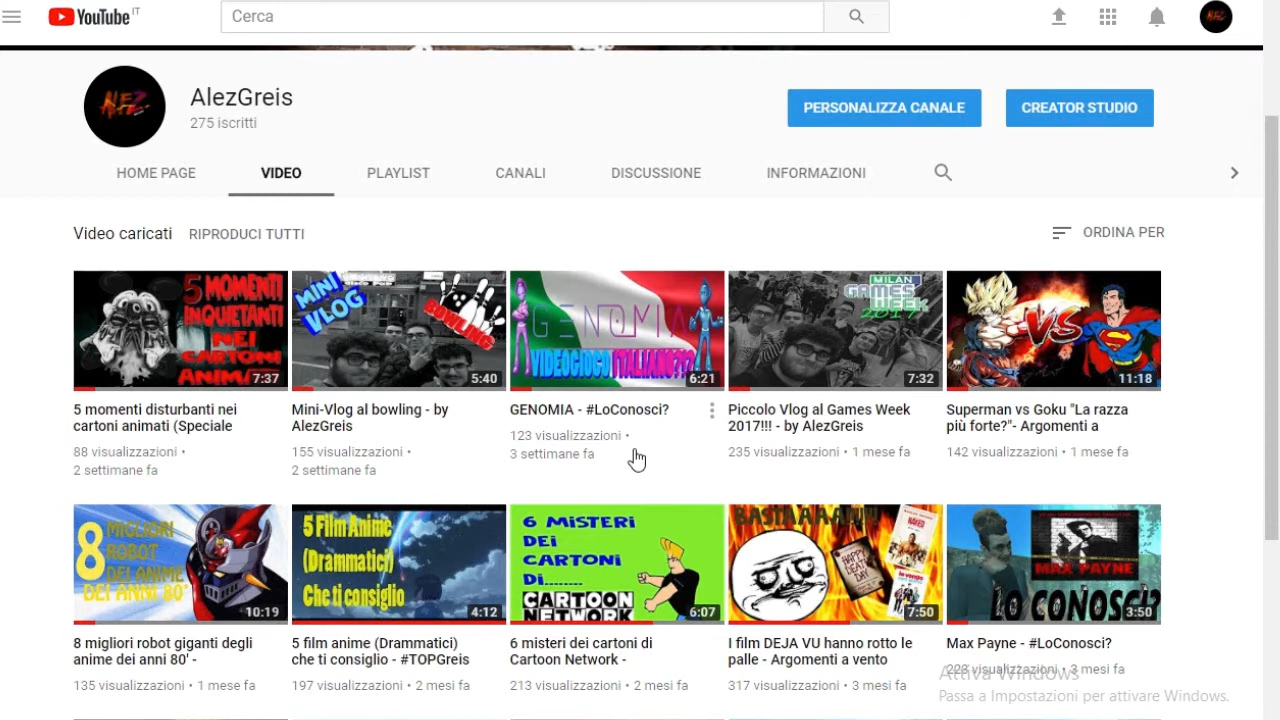 YouTube IT
Cerca
AlezGreis
275 iscritti
PERSONALIZZA CANALE
CREATOR STUDIO
HOME PAGE
VIDEO
PLAYLIST
CANALI
DISCUSSIONE
INFORMAZIONI
Video caricati
RIPRODUCI TUTTI
ORDINA PER
5 MOMENTI
INQUIETANTI
NEI
CARTONI
7:37
MINI
VLOG
BOWLING
5:40
GENOMIA
VIDEOGIOCO ITALIANO???
6:21
MILAN
GAMES
WEEK
2017
7:32
VS
11:18
5 momenti disturbanti nei
cartoni animati (Speciale
88 visualizzazioni •
2 settimane fa
Mini-Vlog al bowling - by
AlezGreis
155 visualizzazioni •
2 settimane fa
GENOMIA - #LoConosci?
123 visualizzazioni •
3 settimane fa
Piccolo Vlog al Games Week
2017!!! - by AlezGreis
235 visualizzazioni • 1 mese fa
Superman vs Goku "La razza
più forte?"- Argomenti a
142 visualizzazioni • 1 mese fa
8 MIGLIORI
ROBOT
DEI ANIME
DEI ANNI 80'
10:19
5 Film Anime
(Drammatici)
Che ti consiglio
4:12
6 MISTERI
DEI
CARTONI
DI........
CARTOON
NETWORK
6:07
HAPPY
DEATH
DAY
NAKED
7:50
MAX PAYNE
LO CONOSCI?
3:50
8 migliori robot giganti degli
anime dei anni 80' -
135 visualizzazioni • 1 mese fa
5 film anime (Drammatici)
che ti consiglio - #TOPGreis
197 visualizzazioni • 2 mesi fa
6 misteri dei cartoni di
Cartoon Network -
213 visualizzazioni • 2 mesi fa
I film DEJA VU hanno rotto le
palle - Argomenti a vento
317 visualizzazioni • 3 mesi fa
Max Payne - #LoConosci?
223 visualizzazioni • 3 mesi fa
Attiva Windows
Passa a Impostazioni per attivare Windows.